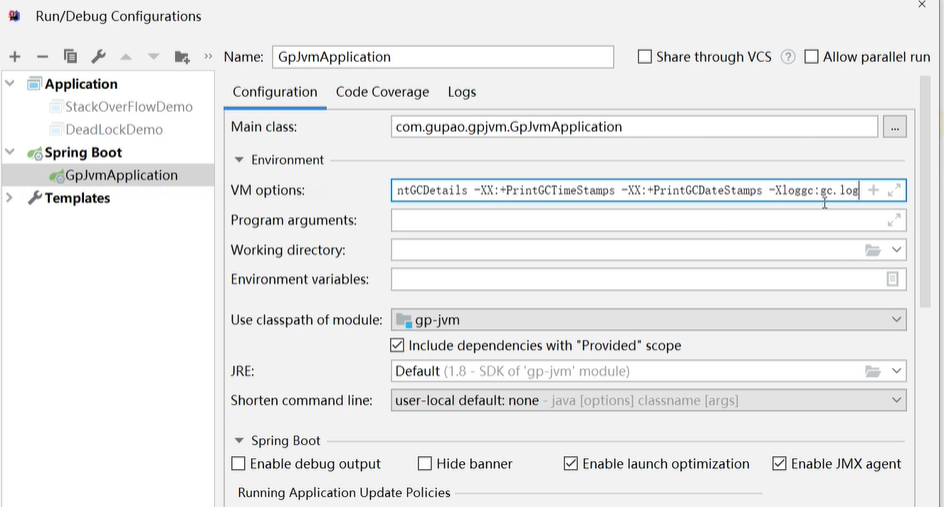 Run/Debug Configurations
Name: GpJvmApplication Share through VCS ? Allow parallel run
Application
StackOverFlowDemo
DeadLockDemo
Spring Boot
GpJvmApplication
Templates
Configuration Code Coverage Logs
Main class: com.gupao.gpjvm.GpJvmApplication ...
Environment
VM options: ntGCDetails -XX:+PrintGCTimeStamps -XX:+PrintGCDateStamps -Xloggc:gc.log
Program arguments:
Working directory:
Environment variables:
Use classpath of module: gp-jvm
Include dependencies with "Provided" scope
JRE: Default (1.8 - SDK of 'gp-jvm' module)
Shorten command line: user-local default: none - java [options] classname [args]
Spring Boot
Enable debug output Hide banner Enable launch optimization Enable JMX agent
Running Application Update Policies